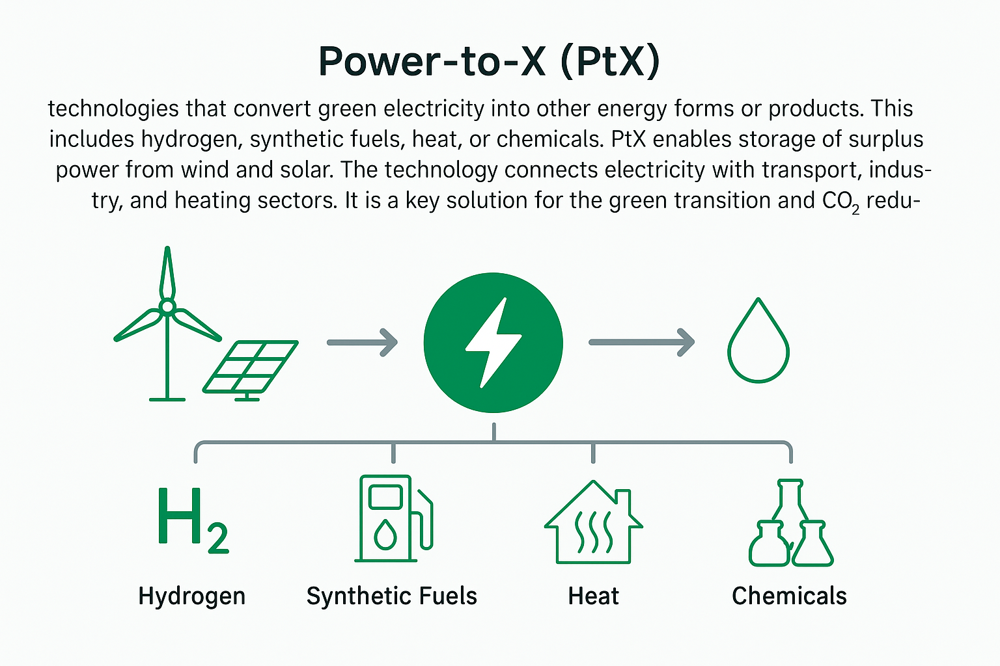 Power-to-X (PtX)
technologies that convert green electricity into other energy forms or products. This
includes hydrogen, synthetic fuels, heat, or chemicals. PtX enables storage of surplus
power from wind and solar. The technology connects electricity with transport, indus-
try, and heating sectors. It is a key solution for the green transition and CO₂ redu-
H₂
Hydrogen
Synthetic Fuels
Heat
Chemicals